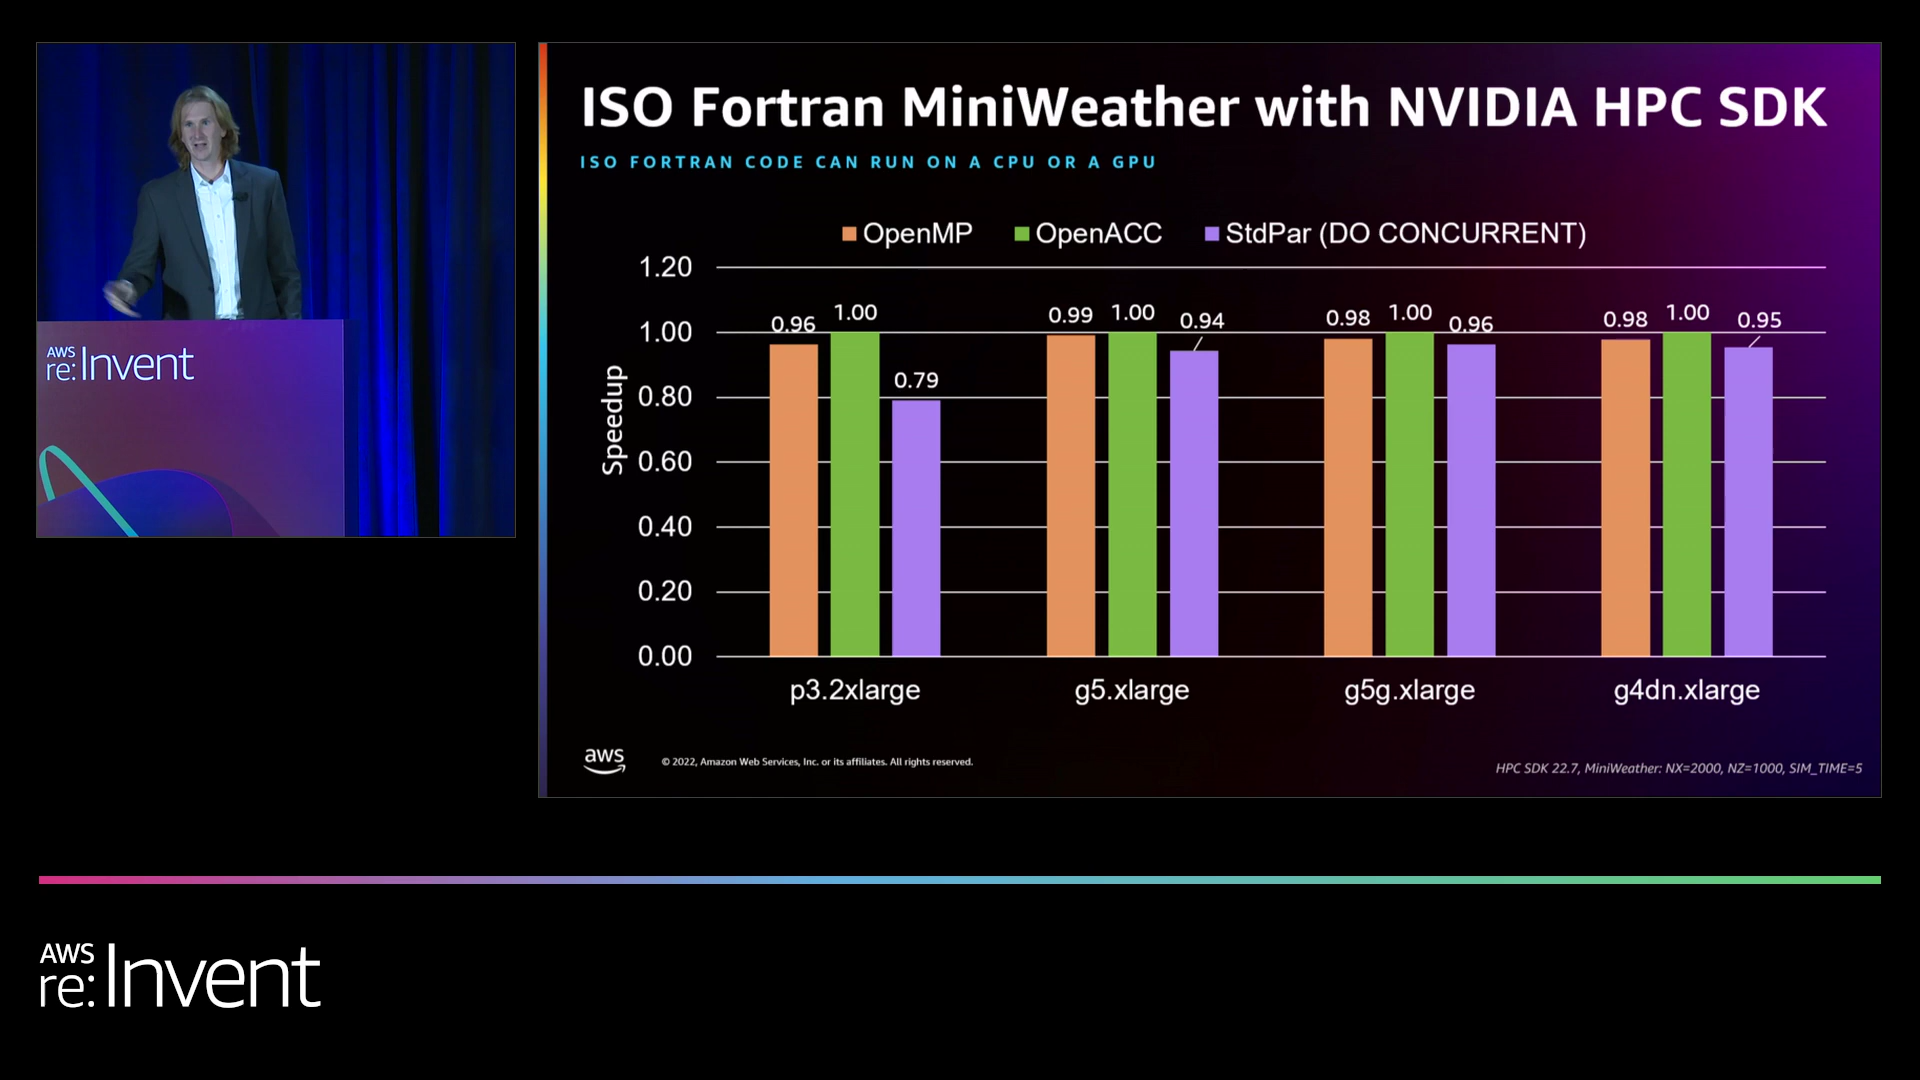 AWS
re:Invent
ISO Fortran MiniWeather with NVIDIA HPC SDK
ISO FORTRAN CODE CAN RUN ON A CPU OR A GPU
OpenMP OpenACC StdPar (DO CONCURRENT)
Speedup
1.20
1.00
0.80
0.60
0.40
0.20
0.00
0.96 1.00 0.79
0.99 1.00 0.94
0.98 1.00 0.96
0.98 1.00 0.95
p3.2xlarge g5.xlarge g5g.xlarge g4dn.xlarge
aws
© 2022, Amazon Web Services, Inc. or its affiliates. All rights reserved.
HPC SDK 22.7, MiniWeather: NX=2000, NZ=1000, SIM_TIME=5
AWS
re:Invent